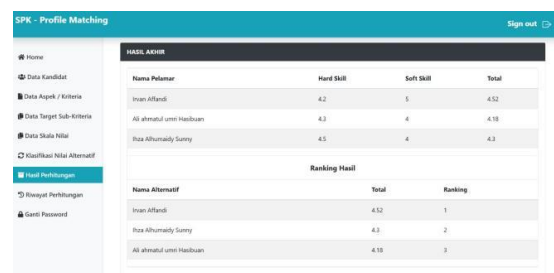 SPK - Profile Matching
Sign out
Home
Data Kandidat
Data Aspek / Kriteria
Data Target Sub-Kriteria
Data Skala Nilai
Klasifikasi Nilai Alternatif
Hasil Perhitungan
Riwayat Perhitungan
Ganti Password
HASIL AKHIR
Nama Pelamar Hard Skill Soft Skill Total
Irvan Affandi 4.2 5 4.52
Ali ahmatul umri Hasibuan 4.3 4 4.18
Ihza Alhumaidy Sunny 4.5 4 4.3
Ranking Hasil
Nama Alternatif Total Ranking
Irvan Affandi 4.52 1
Ihza Alhumaidy Sunny 4.3 2
Ali ahmatul umri Hasibuan 4.18 3